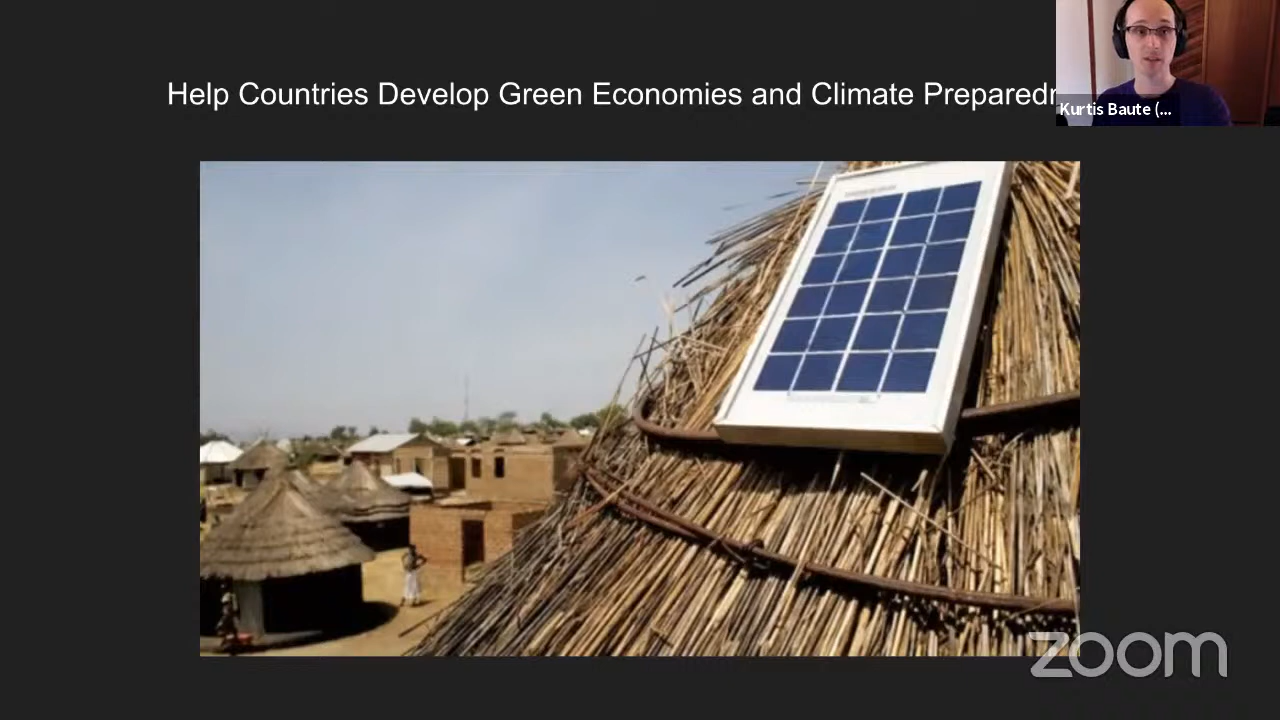 Help Countries Develop Green Economies and Climate Preparedn
Kurtis Baute (...
zoom